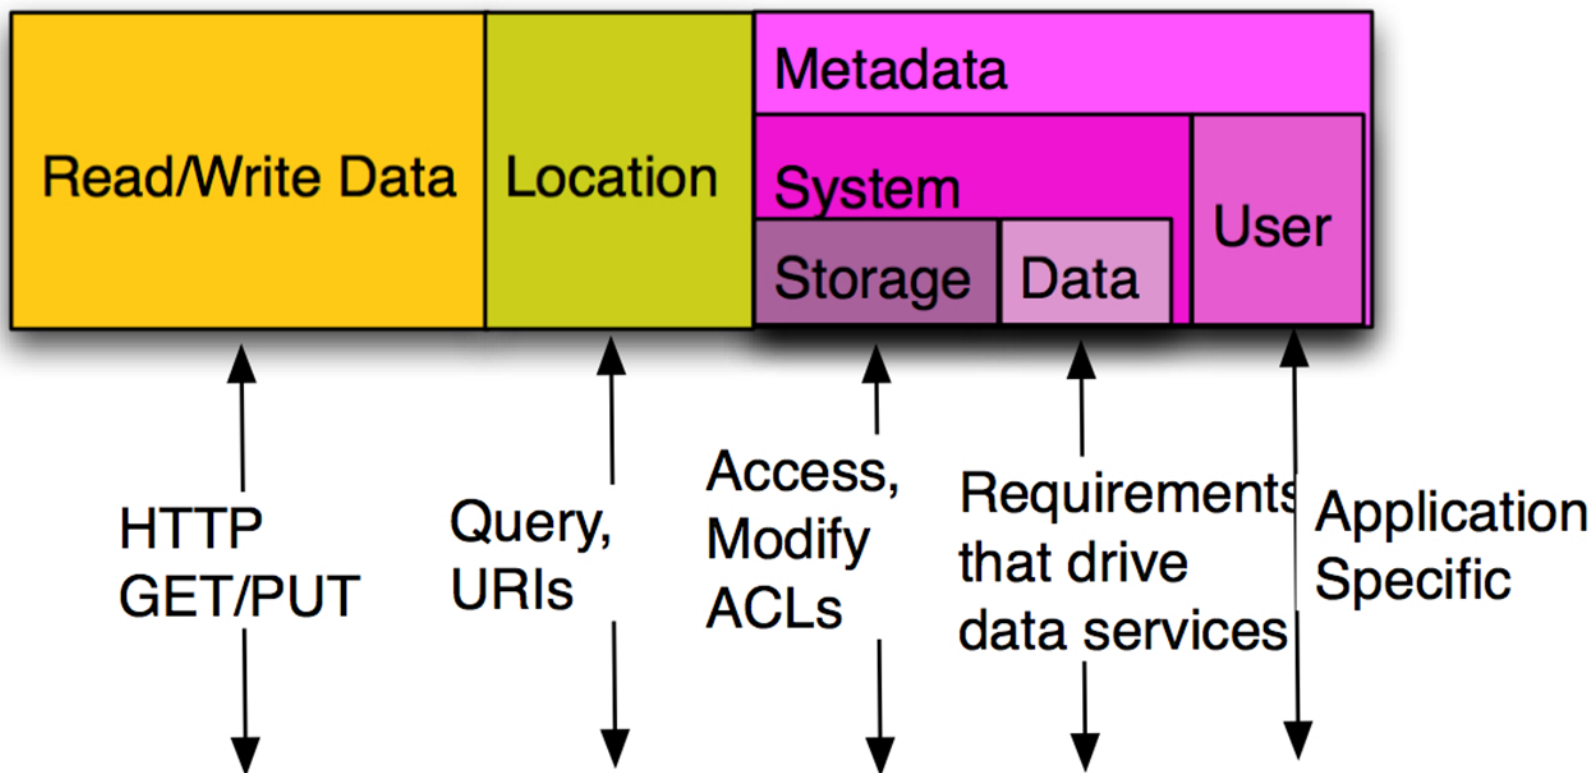 Read/Write Data
Location
Metadata
System
Storage
Data
User
HTTP
GET/PUT
Query,
URIs
Access,
Modify
ACLs
Requirements
that drive
data services
Application
Specific